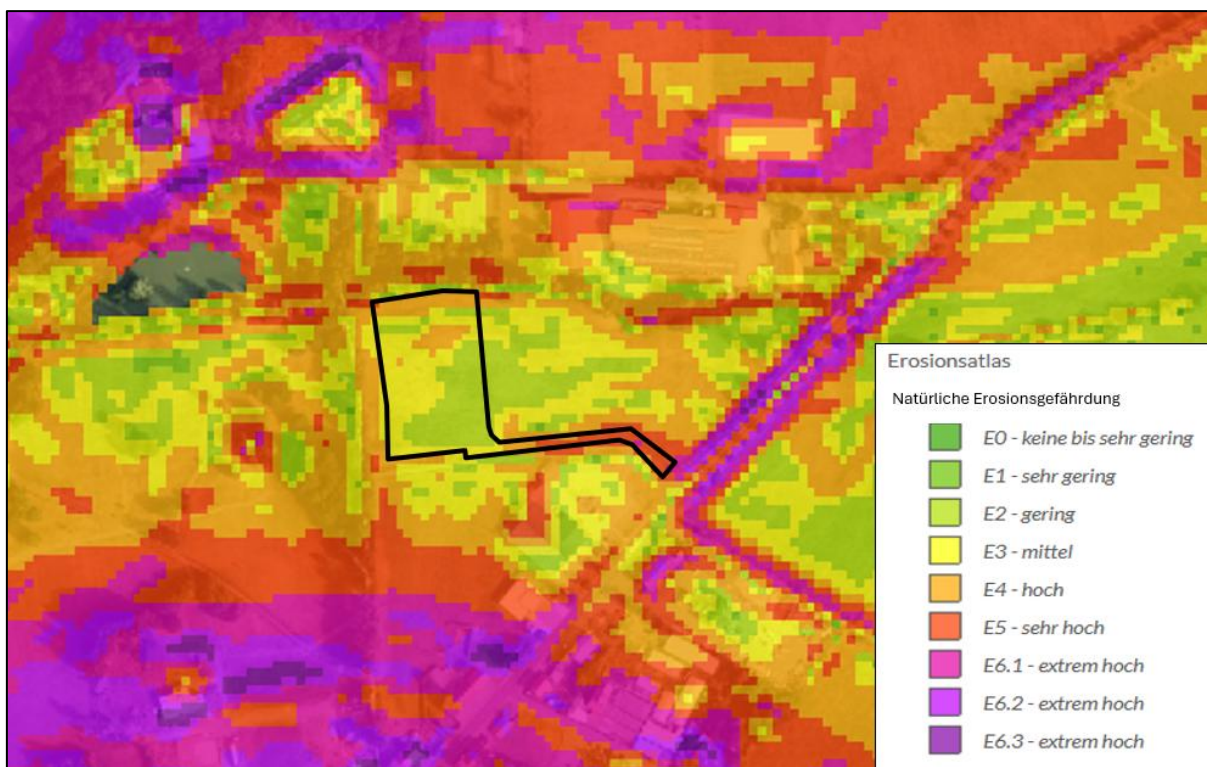 Erosionsatlas
Natürliche Erosionsgefährdung
E0 - keine bis sehr gering
E1 - sehr gering
E2 - gering
E3 - mittel
E4 - hoch
E5 - sehr hoch
E6.1 - extrem hoch
E6.2 - extrem hoch
E6.3 - extrem hoch